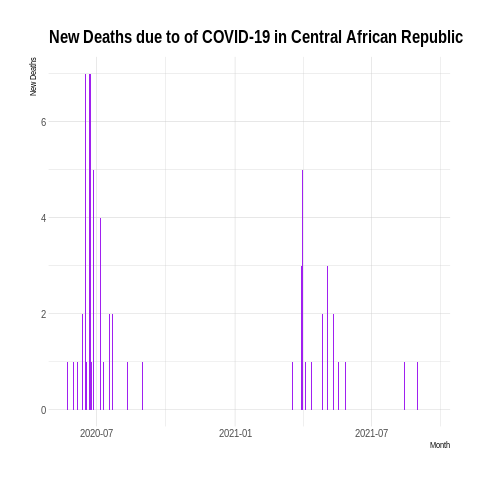 New Deaths due to of COVID-19 in Central African Republic
New Deaths
6
4
2
0
2020-07
2021-01
2021-07
Month